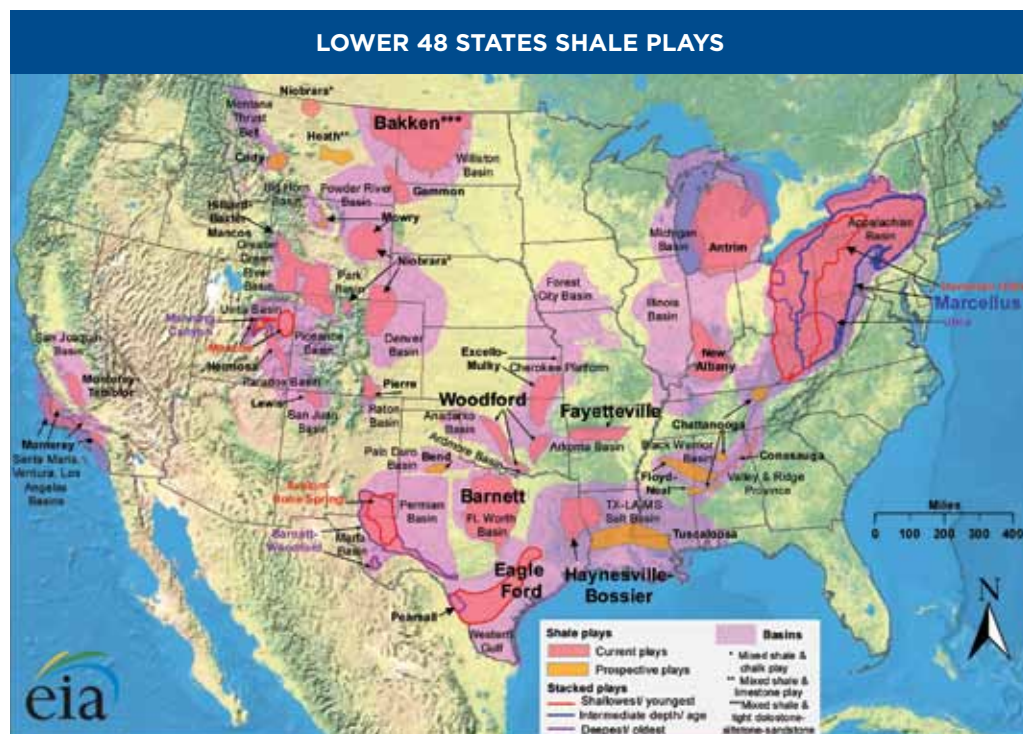 LOWER 48 STATES SHALE PLAYS
Niobrara*
Montana
Thrust
Belt
Bakken***
Heath**
Cody
Williston
Basin
Big Horn
Basin
Powder River
Basin
Gammon
Hilliard-
Baxter-
Mancos
Mowry
Greater
Green
River
Basin
Niobrara*
Park
Basin
Michigan
Basin
Antrim
Appalachian
Basin
Marcellus
Utica
Forest
City Basin
Illinois
Basin
Uinta Basin
Manning
Canyon
Mancos
Piceance
Basin
Denver
Basin
San Joaquin
Basin
Hermosa
Excello-
Mulky
Cherokee Platform
New
Albany
Monterey-
Temblor
Paradox Basin
Pierre
Lewis
San Juan
Basin
Raton
Basin
Woodford
Anadarko
Basin
Fayetteville
Chattanooga
Monterey
Santa Maria,
Ventura, Los
Angeles
Basins
Ardmore Basin
Arkoma Basin
Black Warrior
Basin
Conasauga
Palo Duro
Basin
Bend
Floyd-
Neal
Valley & Ridge
Province
Avalon
Bone Spring
Permian
Basin
Barnett
Ft. Worth
Basin
TX-LA-MS
Salt Basin
Tuscaloosa
Miles
0 100 200 300 400
Barnett-
Woodford
Marfa
Basin
Eagle
Ford
Haynesville-
Bossier
N
Pearsall
Western
Gulf
Shale plays
Current plays
Prospective plays
Stacked plays
Shallowest/ youngest
Intermediate depth/ age
Deepest/ oldest
Basins
* Mixed shale &
chalk play
** Mixed shale &
limestone play
***Mixed shale &
tight dolostone-
siltstone-sandstone
eia